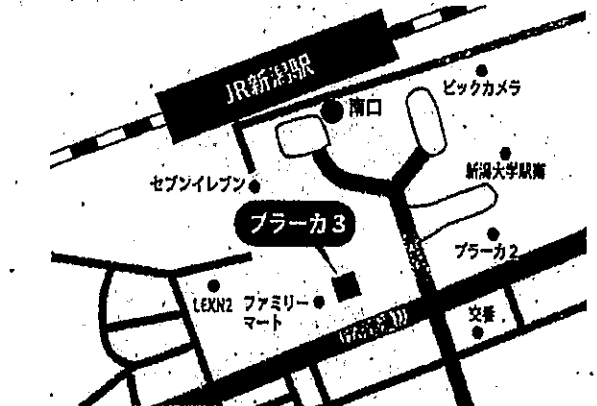 JR新潟駅
南口
ビックカメラ
新潟大学駅南
セブンイレブン
プラーカ3
プラーカ2
LEXN2
ファミリー
マート
交番